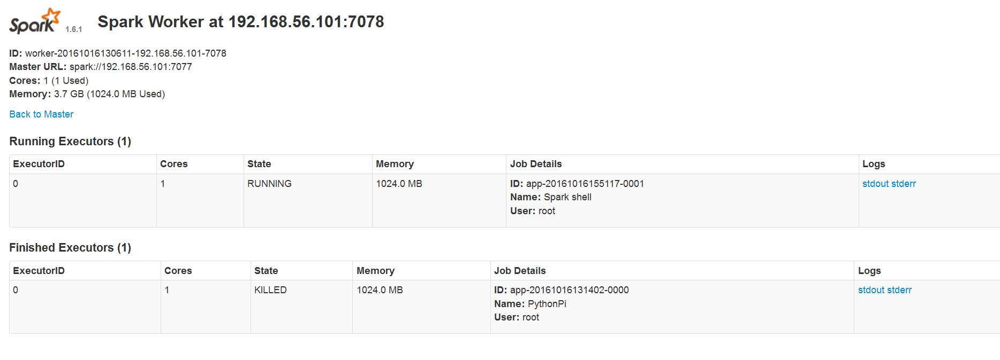 Spark 1.6.1 Spark Worker at 192.168.56.101:7078
ID: worker-20161016130611-192.168.56.101-7078
Master URL: spark://192.168.56.101:7077
Cores: 1 (1 Used)
Memory: 3.7 GB (1024.0 MB Used)
Back to Master
Running Executors (1)
ExecutorID Cores State Memory Job Details Logs
0 1 RUNNING 1024.0 MB ID: app-20161016155117-0001 stdout stderr
Name: Spark shell
User: root
Finished Executors (1)
ExecutorID Cores State Memory Job Details Logs
0 1 KILLED 1024.0 MB ID: app-20161016131402-0000 stdout stderr
Name: PythonPi
User: root